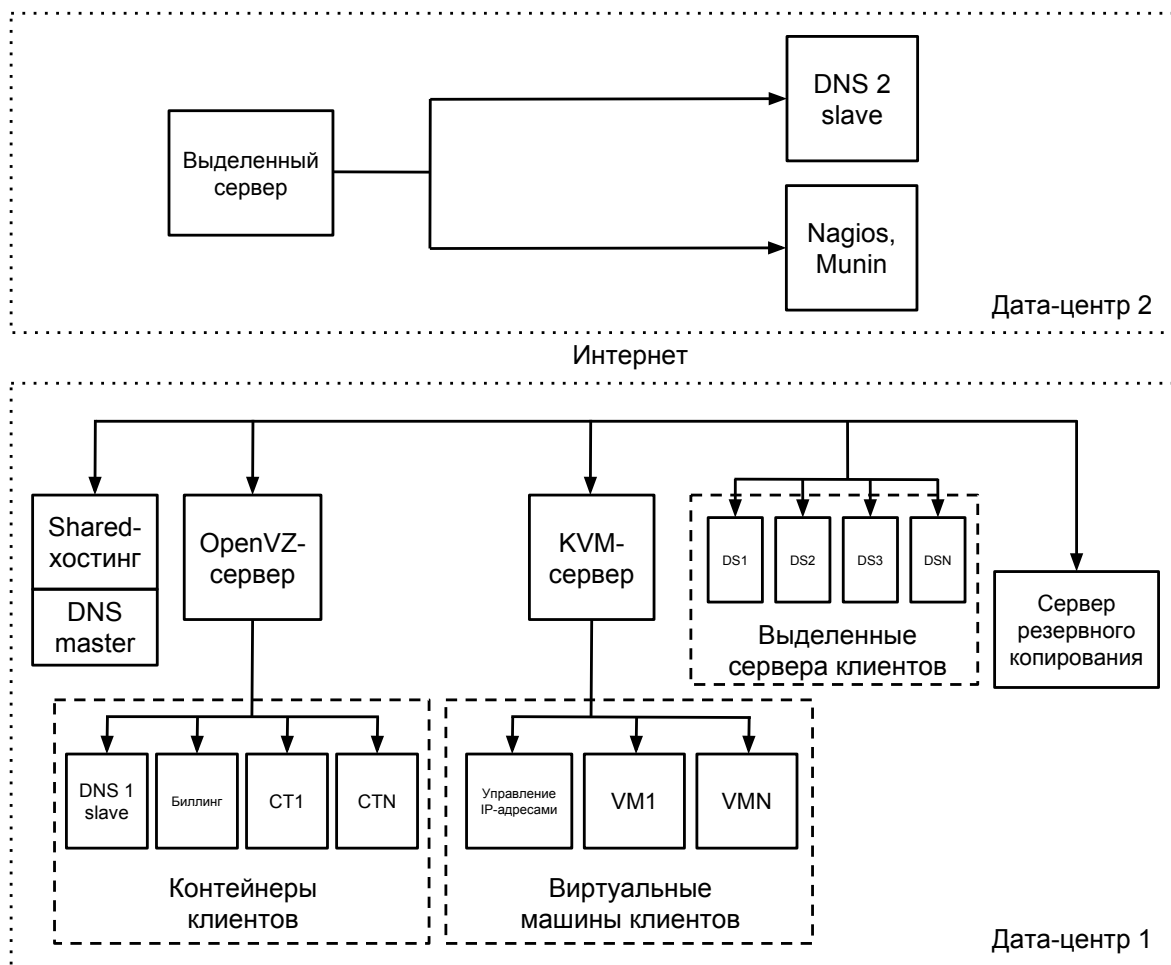 DNS 2
slave
Выделенный
сервер
Nagios,
Munin
Дата-центр 2
Интернет
Shared-
хостинг
DNS
master
OpenVZ-
сервер
KVM-
сервер
DS1
DS2
DS3
DSN
Выделенные
сервера клиентов
Сервер
резервного
копирования
DNS 1
slave
Биллинг
CT1
CTN
Контейнеры
клиентов
Управление
IP-адресами
VM1
VMN
Виртуальные
машины клиентов
Дата-центр 1